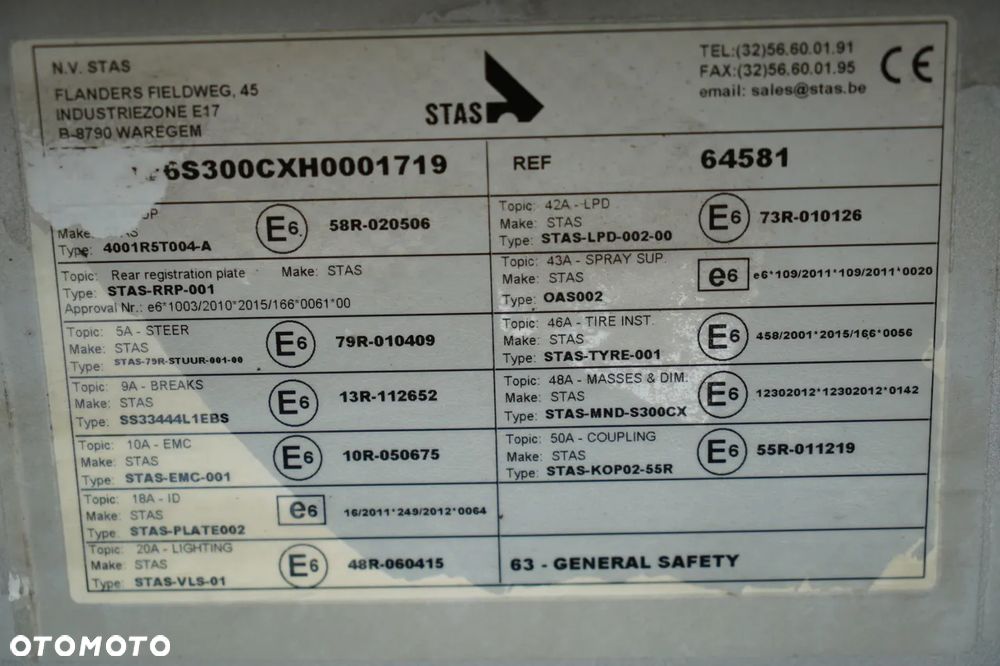 N.V. STAS
FLANDERS FIELDWEG, 45
INDUSTRIEZONE E17
B-8790 WAREGEM
STAS
TEL:(32)56.60.01.91
FAX:(32)56.60.01.95
email: sales@stas.be
CE
6S300CXH0001719
REF 64581
Make: STAS
Type: 4001R5T004-A
E6 58R-020506
Topic: Rear registration plate Make: STAS
Type: STAS-RRP-001
Approval Nr.: e6*1003/2010*2015/166*0061*00
Topic: 5A - STEER
Make: STAS
Type: STAS-79R-STUUR-001-00
E6 79R-010409
Topic: 9A - BREAKS
Make: STAS
Type: SS33444L1EBS
E6 13R-112652
Topic: 10A - EMC
Make: STAS
Type: STAS-EMC-001
E6 10R-050675
Topic: 18A - ID
Make: STAS
Type: STAS-PLATE002
e6 16/2011*249/2012*0064
Topic: 20A - LIGHTING
Make: STAS
Type: STAS-VLS-01
E6 48R-060415
Topic: 42A - LPD
Make: STAS
Type: STAS-LPD-002-00
E6 73R-010126
Topic: 43A - SPRAY SUP.
Make: STAS
Type: OAS002
e6 e6*109/2011*109/2011*0020
Topic: 46A - TIRE INST.
Make: STAS
Type: STAS-TYRE-001
E6 458/2001*2015/166*0056
Topic: 48A - MASSES & DIM.
Make: STAS
Type: STAS-MND-S300CX
E6 12302012*12302012*0142
Topic: 50A - COUPLING
Make: STAS
Type: STAS-KOP02-55R
E6 55R-011219
63 - GENERAL SAFETY
OTOMOTO